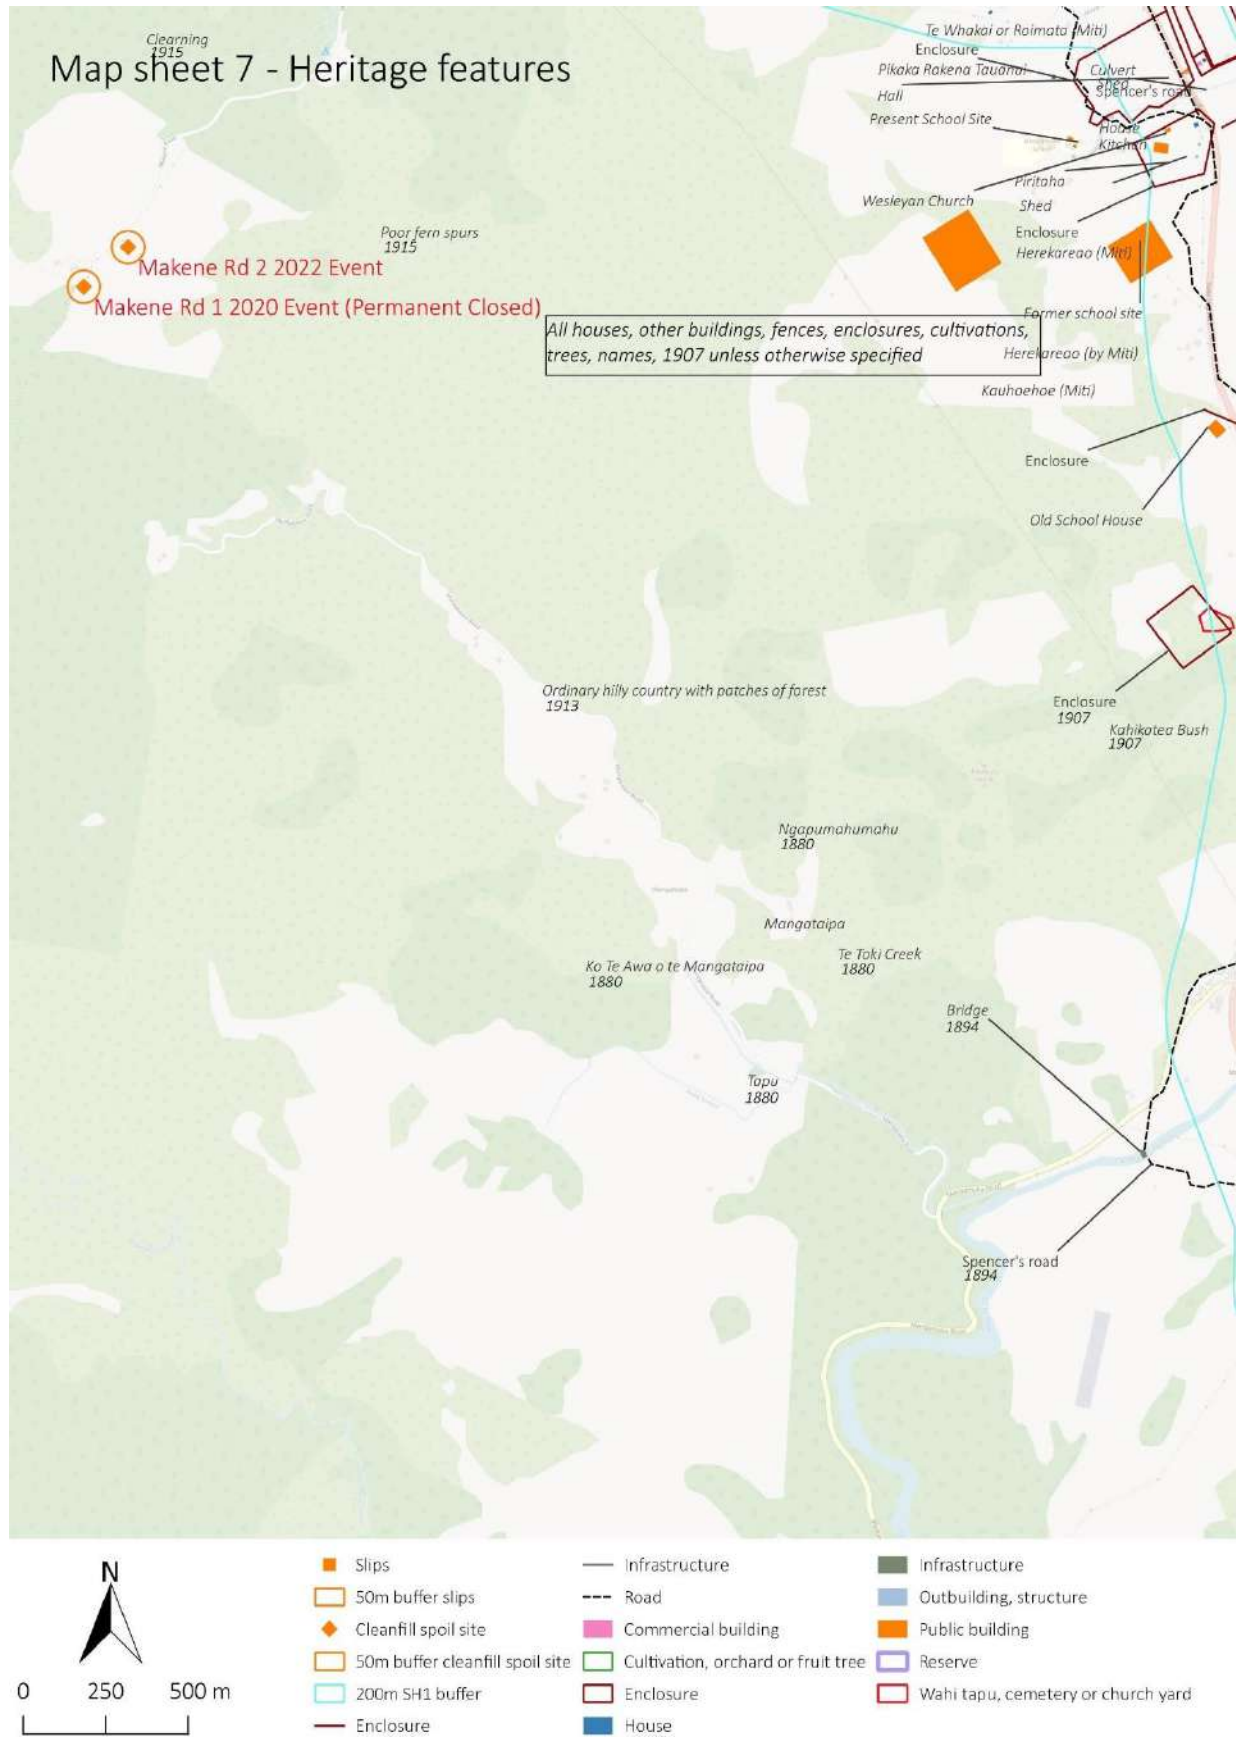 Clearning
1915
Map sheet 7 - Heritage features
Te Whakai or Roimata (Miti)
Enclosure
Pikaka Rakena Tauanui
Culvert
Shed
Spencer's road
Hall
Present School Site
House
Kitchen
Piritaha
Wesleyan Church
Shed
Enclosure
Herekareao (Miti)
Poor fern spurs
1915
Makene Rd 2 2022 Event
Makene Rd 1 2020 Event (Permanent Closed)
Former school site
All houses, other buildings, fences, enclosures, cultivations,
trees, names, 1907 unless otherwise specified
Herekareao (by Miti)
Kauhoehoe (Miti)
Enclosure
Old School House
Ordinary hilly country with patches of forest
1913
Enclosure
1907
Kahikatea Bush
1907
Ngapumahumahu
1880
Mangataipa
Mangataipa
Te Toki Creek
1880
Ko Te Awa o te Mangataipa
1880
Bridge
1894
Tapu
1880
Spencer's road
1894
N
0 250 500 m
Slips
50m buffer slips
Cleanfill spoil site
50m buffer cleanfill spoil site
200m SH1 buffer
Enclosure
Infrastructure
Road
Commercial building
Cultivation, orchard or fruit tree
Enclosure
House
Infrastructure
Outbuilding, structure
Public building
Reserve
Wahi tapu, cemetery or church yard